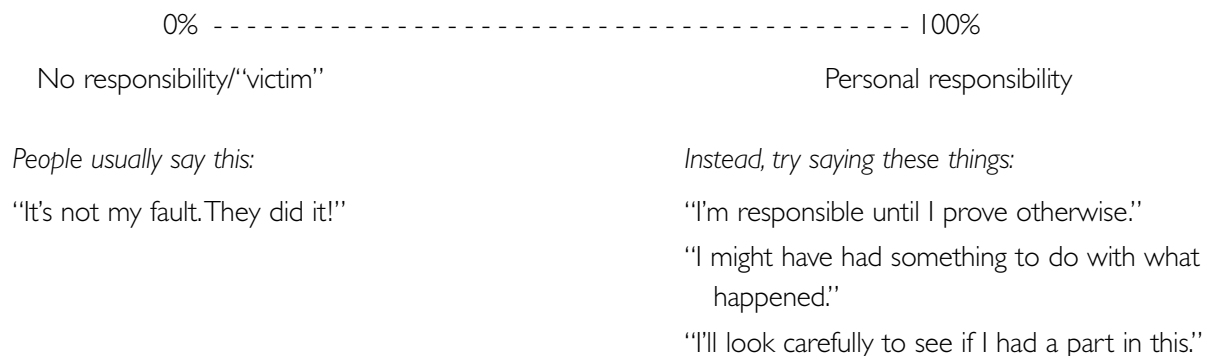 0% - - - - - - - - - - - - - - - - - - - - - - - - - - - - - - - - - - - - - - - - - - 100%
No responsibility/“victim” Personal responsibility
People usually say this: Instead, try saying these things:
“It’s not my fault. They did it!” “I’m responsible until I prove otherwise.”
“I might have had something to do with what
happened.”
“I’ll look carefully to see if I had a part in this.”